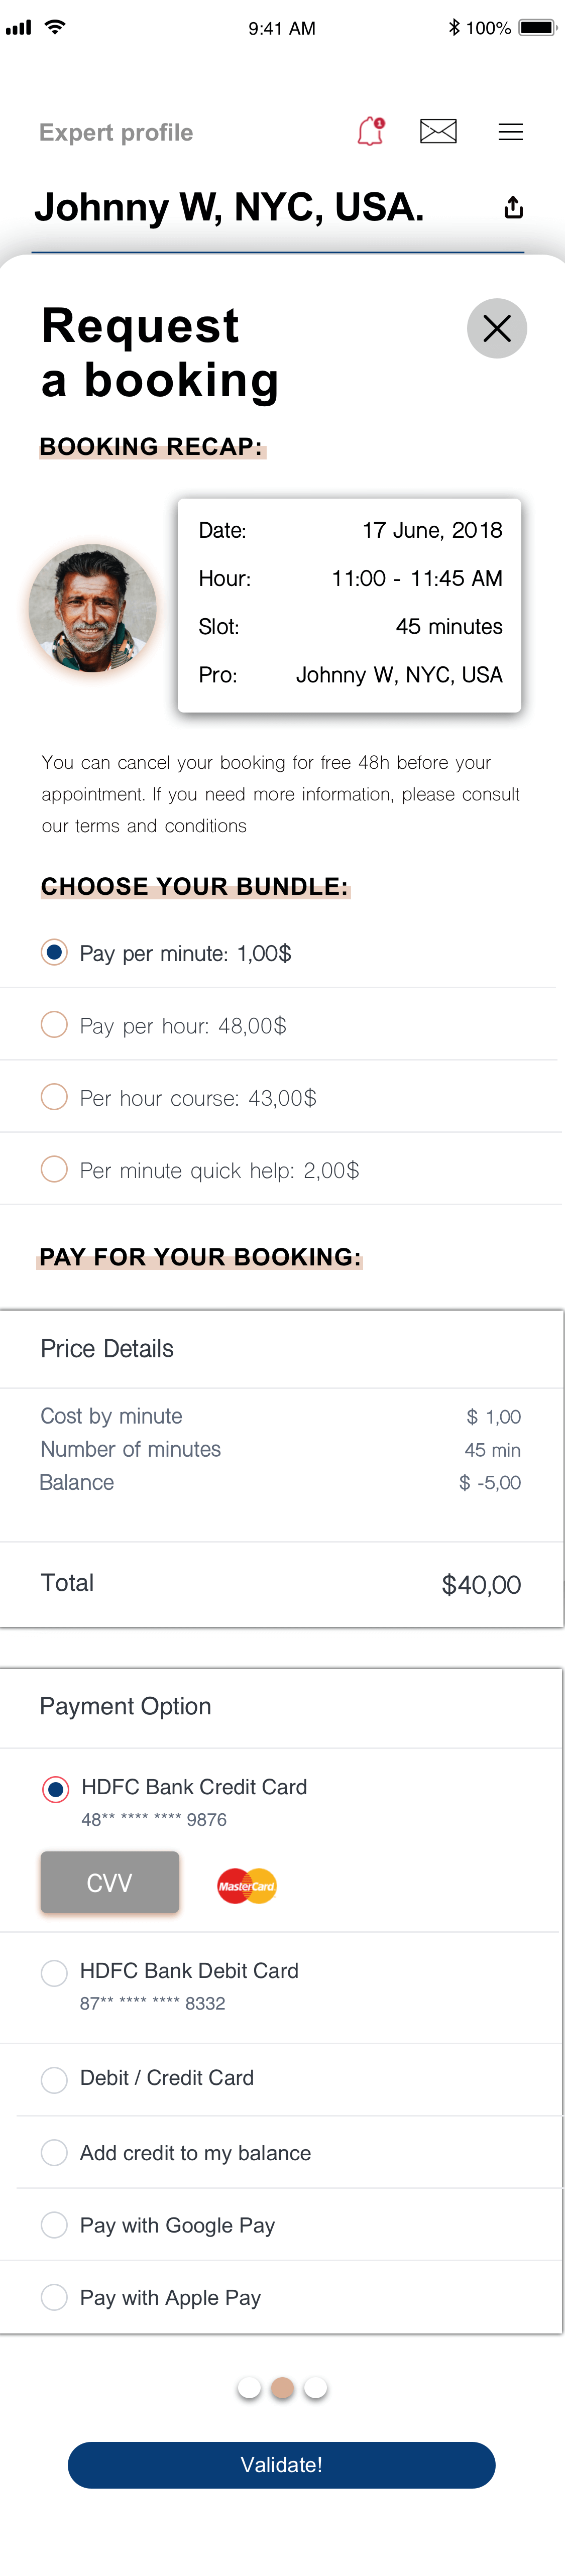 9:41 AM
100%
Expert profile
1
Johnny W, NYC, USA.
Request
a booking
BOOKING RECAP:
Date: 17 June, 2018
Hour: 11:00 - 11:45 AM
Slot: 45 minutes
Pro: Johnny W, NYC, USA
You can cancel your booking for free 48h before your
appointment. If you need more information, please consult
our terms and conditions
CHOOSE YOUR BUNDLE:
Pay per minute: 1,00$
Pay per hour: 48,00$
Per hour course: 43,00$
Per minute quick help: 2,00$
PAY FOR YOUR BOOKING:
Price Details
Cost by minute $ 1,00
Number of minutes 45 min
Balance $ -5,00
Total $40,00
Payment Option
HDFC Bank Credit Card
48** **** **** 9876
CVV
MasterCard
HDFC Bank Debit Card
87** **** **** 8332
Debit / Credit Card
Add credit to my balance
Pay with Google Pay
Pay with Apple Pay
Validate!